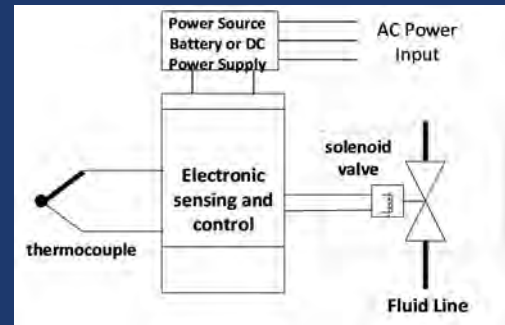 Power Source
Battery or DC
Power Supply
AC Power
Input
solenoid
valve
Electronic
sensing and
control
thermocouple
Fluid Line